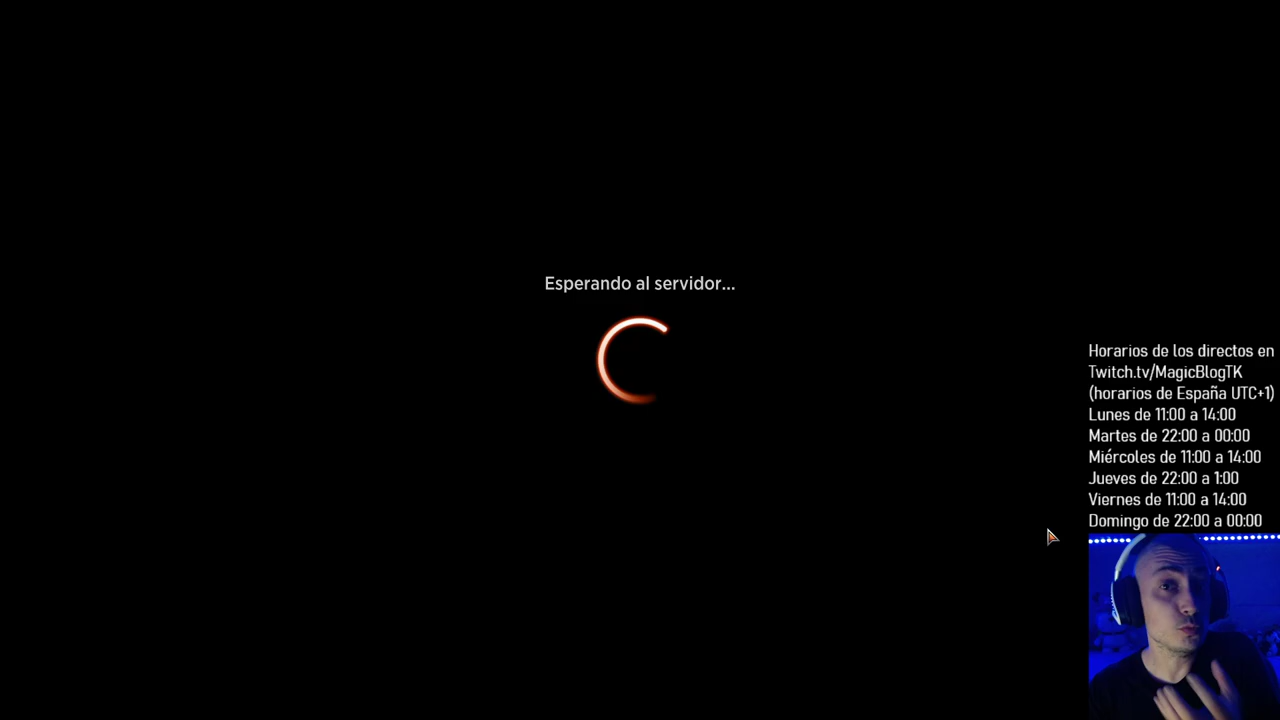 Esperando al servidor...
Horarios de los directos en
Twitch.tv/MagicBlogTK
(horarios de España UTC+1)
Lunes de 11:00 a 14:00
Martes de 22:00 a 00:00
Miércoles de 11:00 a 14:00
Jueves de 22:00 a 1:00
Viernes de 11:00 a 14:00
Domingo de 22:00 a 00:00